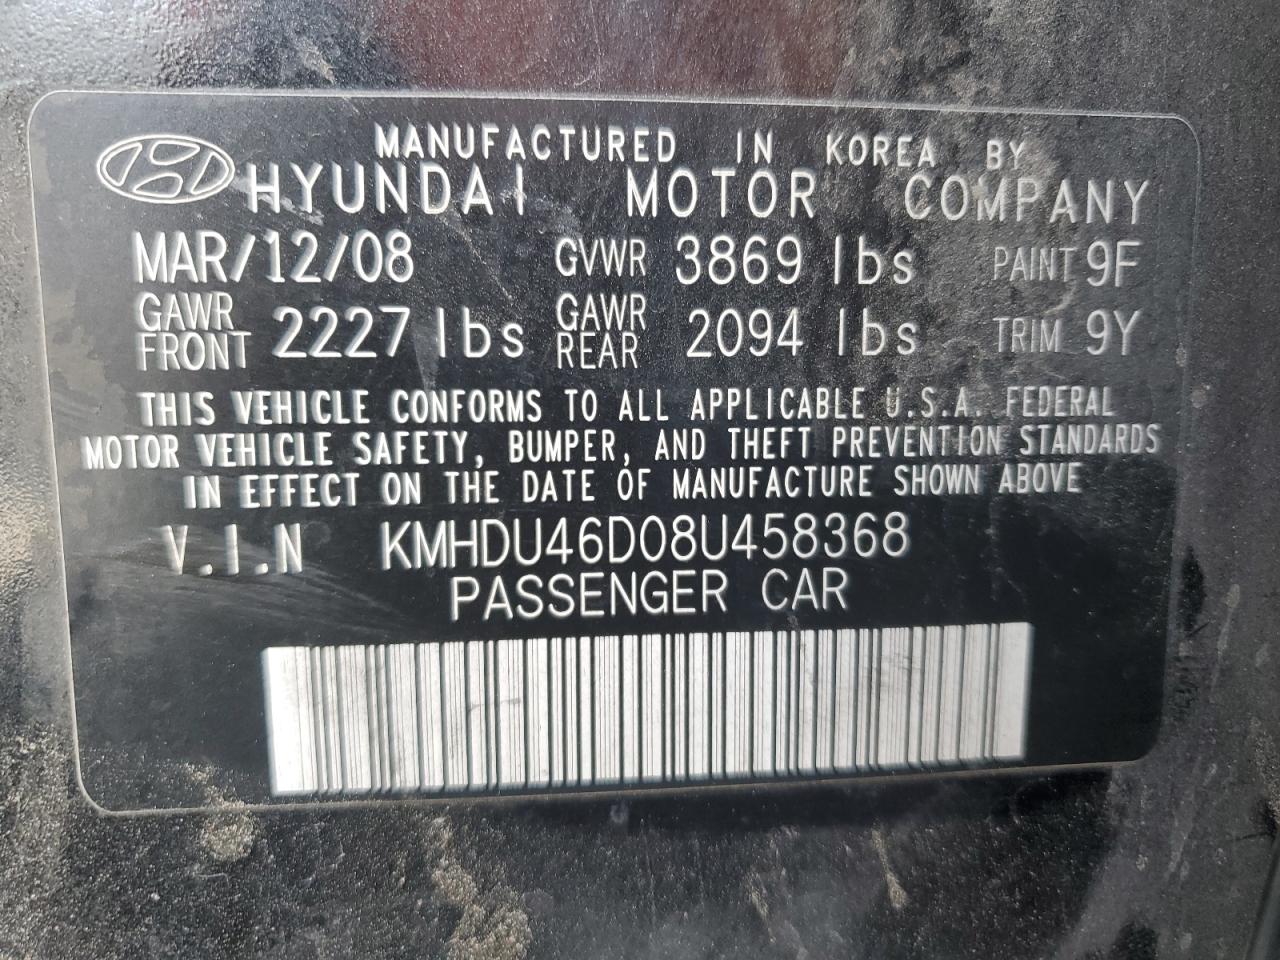 MANUFACTURED IN KOREA BY
HYUNDAI MOTOR COMPANY
MAR/12/08 GVWR 3869 lbs PAINT 9F
GAWR FRONT 2227 lbs GAWR REAR 2094 lbs TRIM 9Y
THIS VEHICLE CONFORMS TO ALL APPLICABLE U.S.A. FEDERAL
MOTOR VEHICLE SAFETY, BUMPER, AND THEFT PREVENTION STANDARDS
IN EFFECT ON THE DATE OF MANUFACTURE SHOWN ABOVE
V.I.N KMHDU46D08U458368
PASSENGER CAR